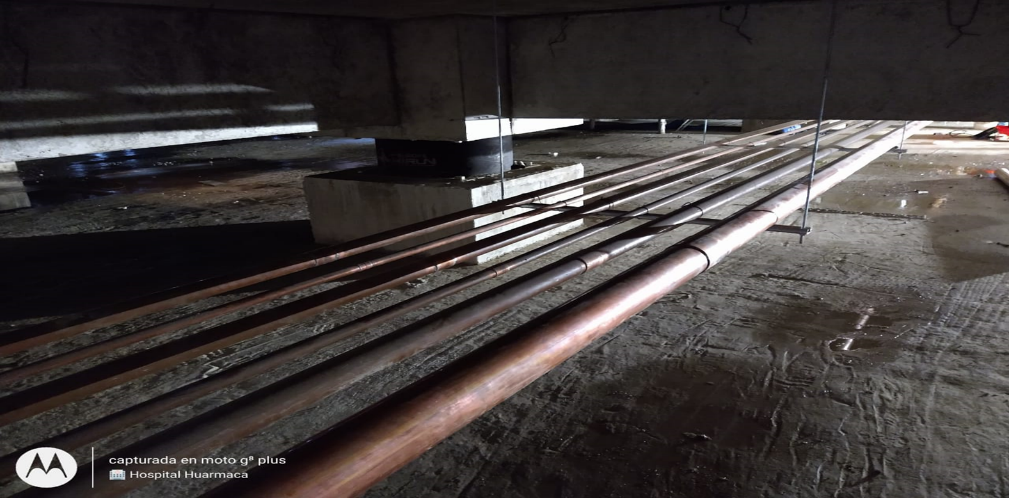 capturada en moto g⁸ plus
Hospital Huarmaca